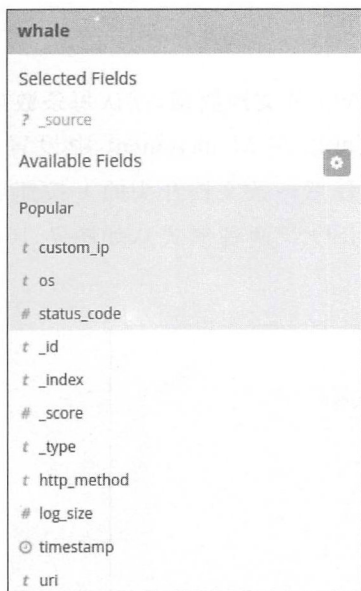 whale
Selected Fields
? _source
Available Fields
Popular
t custom_ip
t os
# status_code
t _id
t _index
# _score
t _type
t http_method
# log_size
timestamp
t uri